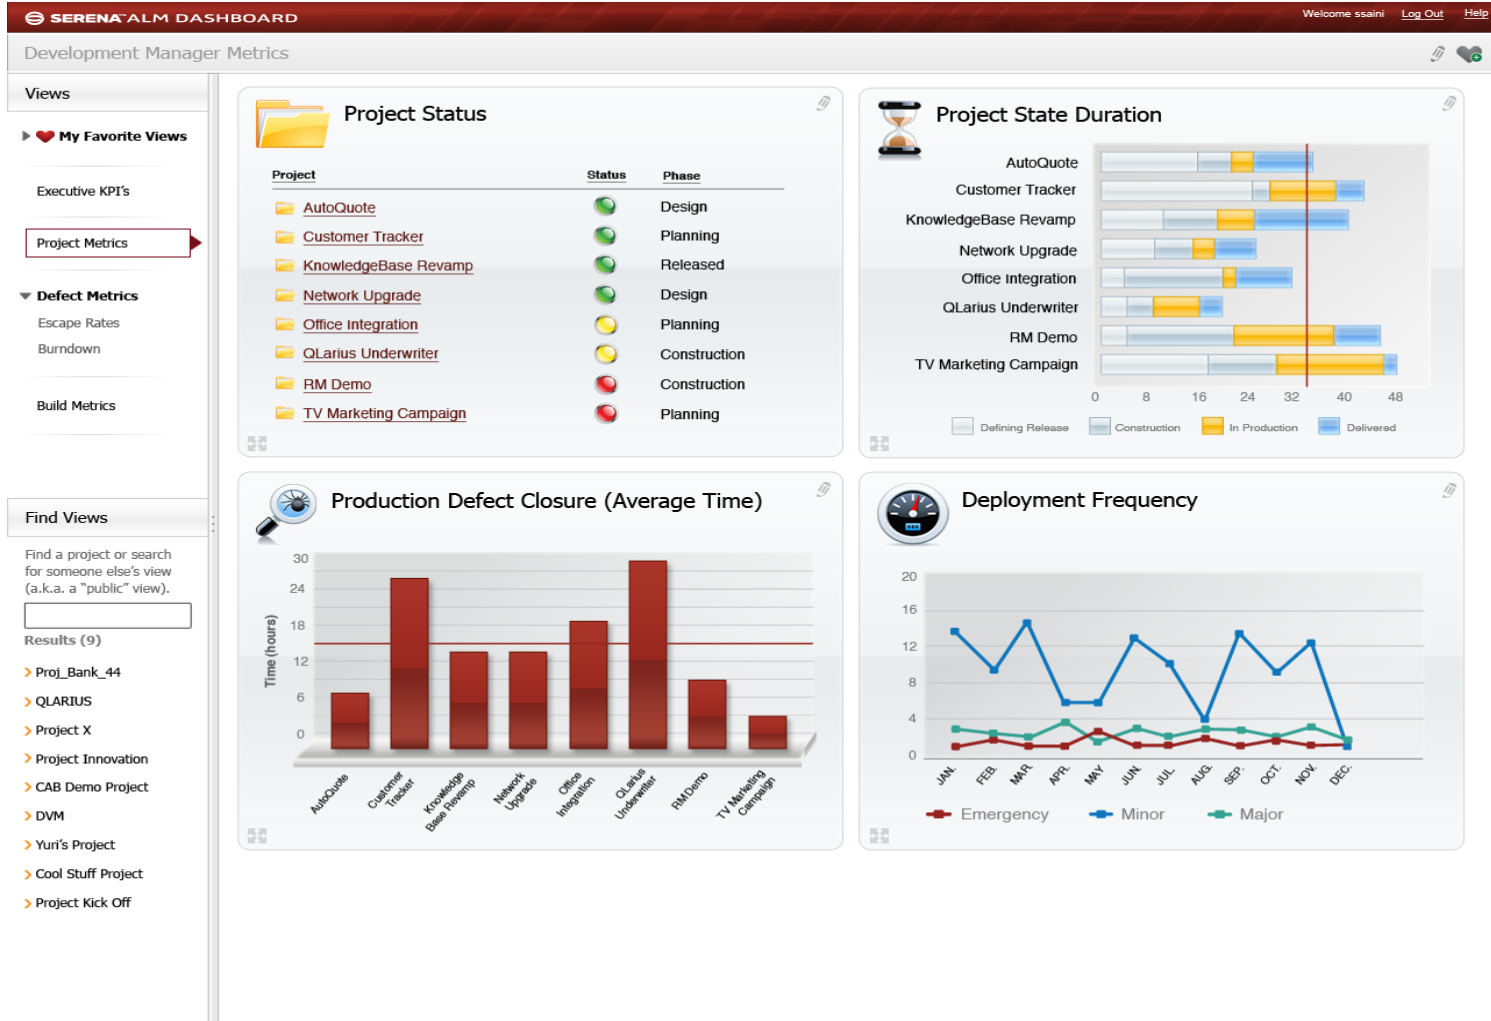 SERENA™ ALM DASHBOARD
Welcome ssaini Log Out Help
Development Manager Metrics
Views
My Favorite Views
Executive KPI's
Project Metrics
Defect Metrics
Escape Rates
Burndown
Build Metrics
Find Views
Find a project or search
for someone else's view
(a.k.a. a "public" view).
Results (9)
Proj_Bank_44
QLARIUS
Project X
Project Innovation
CAB Demo Project
DVM
Yuri's Project
Cool Stuff Project
Project Kick Off
Project Status
Project Status Phase
AutoQuote Design
Customer Tracker Planning
KnowledgeBase Revamp Released
Network Upgrade Design
Office Integration Planning
QLarius Underwriter Construction
RM Demo Construction
TV Marketing Campaign Planning
Project State Duration
AutoQuote
Customer Tracker
KnowledgeBase Revamp
Network Upgrade
Office Integration
QLarius Underwriter
RM Demo
TV Marketing Campaign
0 8 16 24 32 40 48
Defining Release Construction In Production Delivered
Production Defect Closure (Average Time)
Time (hours)
30
24
18
12
6
0
AutoQuote
Customer
Tracker
Knowledge
Base Revamp
Network
Upgrade
Office
Integration
QLarius
Underwriter
RM Demo
TV Marketing
Campaign
Deployment Frequency
20
16
12
8
4
0
JAN. FEB. MAR. APR. MAY JUN. JUL. AUG. SEP. OCT. NOV. DEC.
Emergency Minor Major